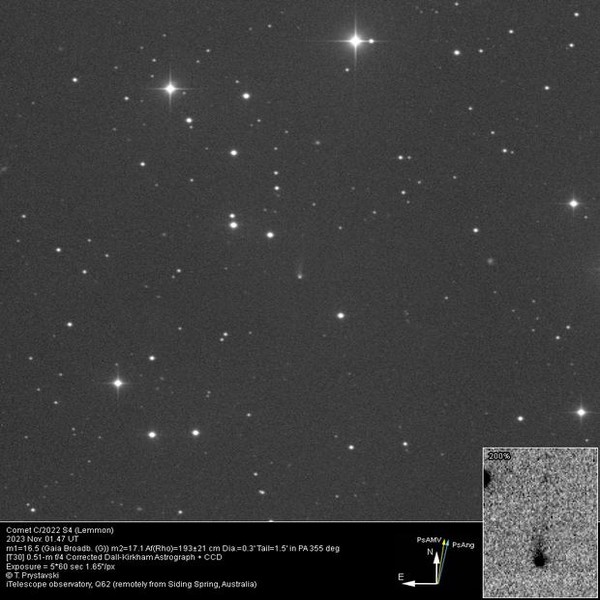 200%
Comet C/2022 S4 (Lemmon)
2023 Nov. 01.47 UT
m1=16.5 (Gaia Broadb. (G)) m2=17.1 Af(Rho)=193±21 cm Dia.=0.3' Tail=1.5' in PA 355 deg
[T30] 0.51-m f/4 Corrected Dall-Kirkham Astrograph + CCD
Exposure = 5*60 sec 1.65"/px
© T. Prystavski
iTelescope observatory, Q62 (remotely from Siding Spring, Australia)
PsAMV
PsAng
N
E